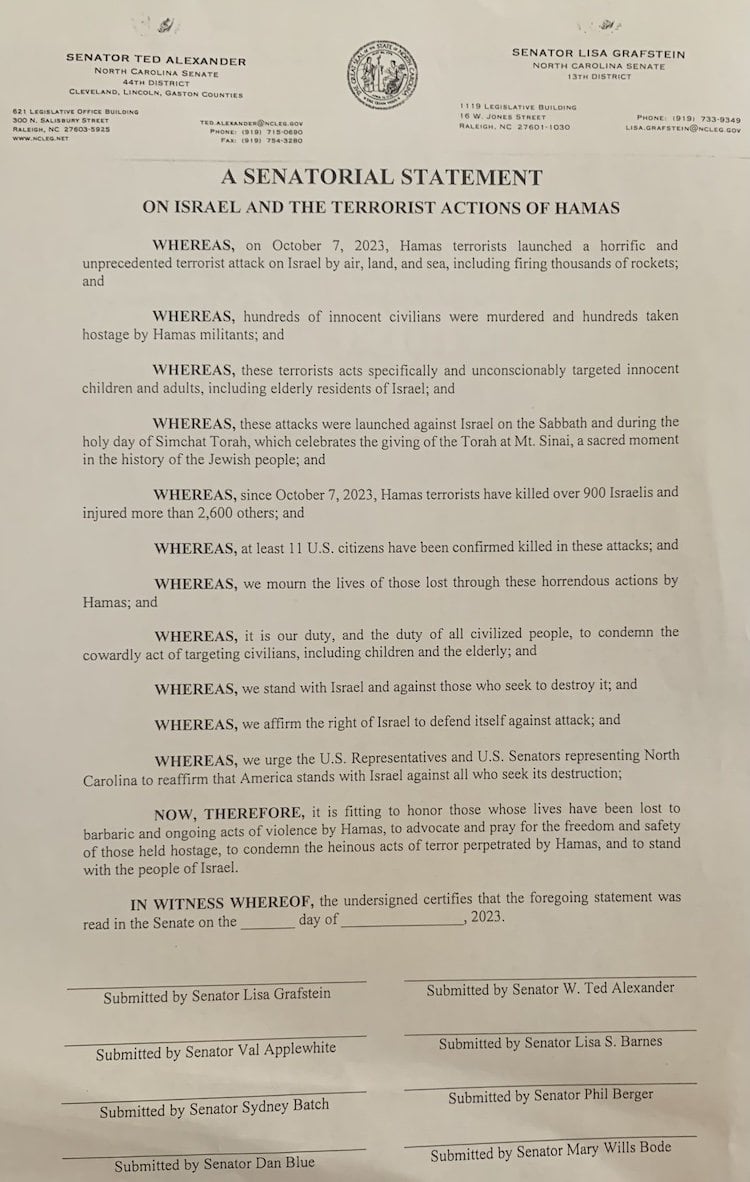 SENATOR TED ALEXANDER
NORTH CAROLINA SENATE
44TH DISTRICT
CLEVELAND, LINCOLN, GASTON COUNTIES
621 LEGISLATIVE OFFICE BUILDING
300 N. SALISBURY STREET
RALEIGH, NC 27603-5925
WWW.NCLEG.NET
TED.ALEXANDER@NCLEG.GOV
PHONE: (919) 715-0690
FAX: (919) 754-3280
THE GREAT SEAL OF THE STATE OF NORTH CAROLINA
SENATOR LISA GRAFSTEIN
NORTH CAROLINA SENATE
13TH DISTRICT
1119 LEGISLATIVE BUILDING
16 W. JONES STREET
RALEIGH, NC 27601-1030
PHONE: (919) 733-9349
LISA.GRAFSTEIN@NCLEG.GOV
A SENATORIAL STATEMENT
ON ISRAEL AND THE TERRORIST ACTIONS OF HAMAS
WHEREAS, on October 7, 2023, Hamas terrorists launched a horrific and
unprecedented terrorist attack on Israel by air, land, and sea, including firing thousands of rockets;
and
WHEREAS, hundreds of innocent civilians were murdered and hundreds taken
hostage by Hamas militants; and
WHEREAS, these terrorists acts specifically and unconscionably targeted innocent
children and adults, including elderly residents of Israel; and
WHEREAS, these attacks were launched against Israel on the Sabbath and during the
holy day of Simchat Torah, which celebrates the giving of the Torah at Mt. Sinai, a sacred moment
in the history of the Jewish people; and
WHEREAS, since October 7, 2023, Hamas terrorists have killed over 900 Israelis and
injured more than 2,600 others; and
WHEREAS, at least 11 U.S. citizens have been confirmed killed in these attacks; and
WHEREAS, we mourn the lives of those lost through these horrendous actions by
Hamas; and
WHEREAS, it is our duty, and the duty of all civilized people, to condemn the
cowardly act of targeting civilians, including children and the elderly; and
WHEREAS, we stand with Israel and against those who seek to destroy it; and
WHEREAS, we affirm the right of Israel to defend itself against attack; and
WHEREAS, we urge the U.S. Representatives and U.S. Senators representing North
Carolina to reaffirm that America stands with Israel against all who seek its destruction;
NOW, THEREFORE, it is fitting to honor those whose lives have been lost to
barbaric and ongoing acts of violence by Hamas, to advocate and pray for the freedom and safety
of those held hostage, to condemn the heinous acts of terror perpetrated by Hamas, and to stand
with the people of Israel.
IN WITNESS WHEREOF, the undersigned certifies that the foregoing statement was
read in the Senate on the _______ day of ________________, 2023.
Submitted by Senator Lisa Grafstein
Submitted by Senator W. Ted Alexander
Submitted by Senator Val Applewhite
Submitted by Senator Lisa S. Barnes
Submitted by Senator Sydney Batch
Submitted by Senator Phil Berger
Submitted by Senator Dan Blue
Submitted by Senator Mary Wills Bode